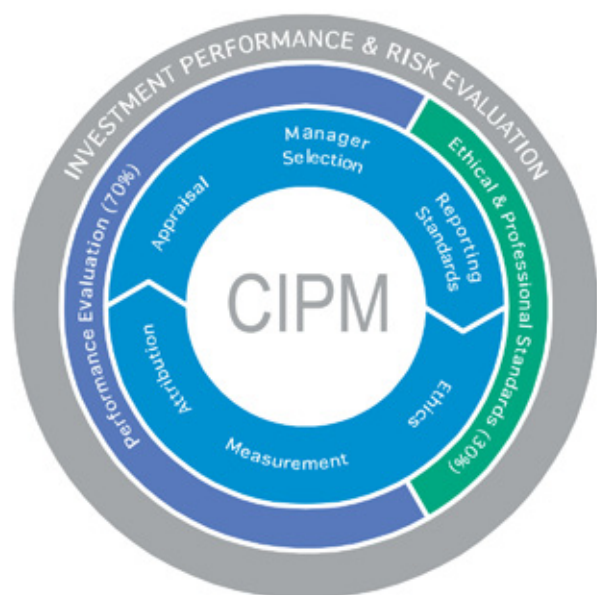 INVESTMENT PERFORMANCE & RISK EVALUATION
Performance Evaluation (70%)
Ethical & Professional Standards (30%)
Manager
Selection
Reporting
Standards
Ethics
Measurement
Attribution
Appraisal
CIPM